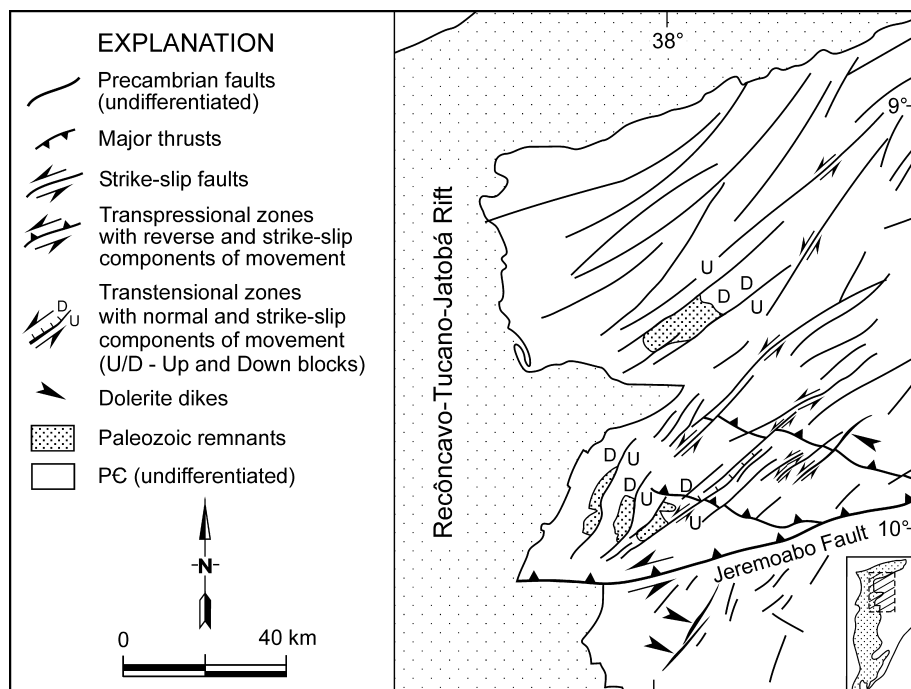 EXPLANATION
Precambrian faults
(undifferentiated)
Major thrusts
Strike-slip faults
Transpressional zones
with reverse and strike-slip
components of movement
D
U
Transtensional zones
with normal and strike-slip
components of movement
(U/D - Up and Down blocks)
Dolerite dikes
Paleozoic remnants
PЄ (undifferentiated)
N
0 40 km
38°
9°
Recôncavo-Tucano-Jatobá Rift
U
D D
U
D U
D
U D
U
Jeremoabo Fault 10°